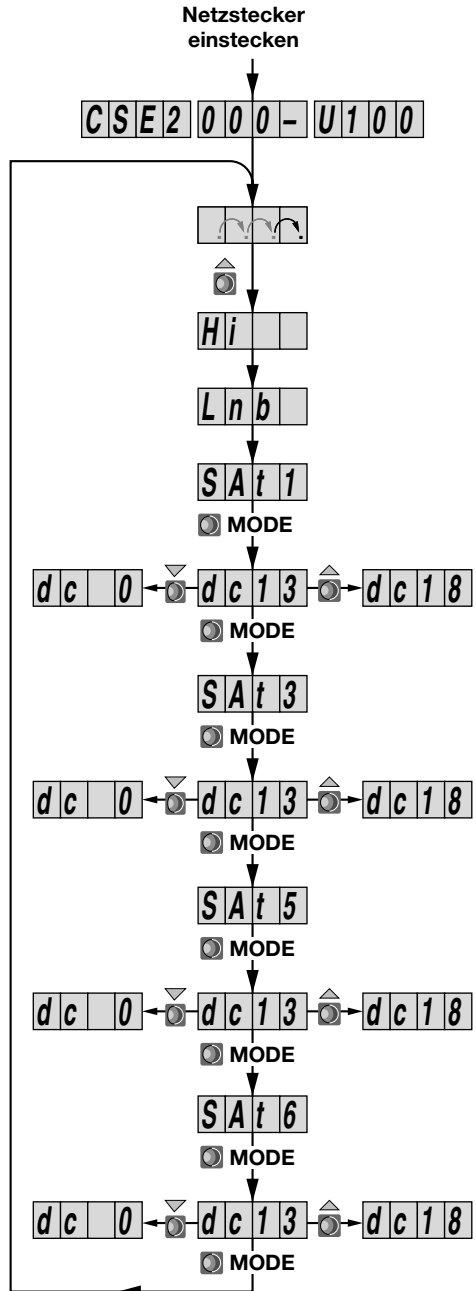 Netzstecker
einstecken
CSE2 000- U100
Hi
Lnb
SAt1
MODE
dc 0 dc13 dc18
MODE
SAt3
MODE
dc 0 dc13 dc18
MODE
SAt5
MODE
dc 0 dc13 dc18
MODE
SAt6
MODE
dc 0 dc13 dc18
MODE